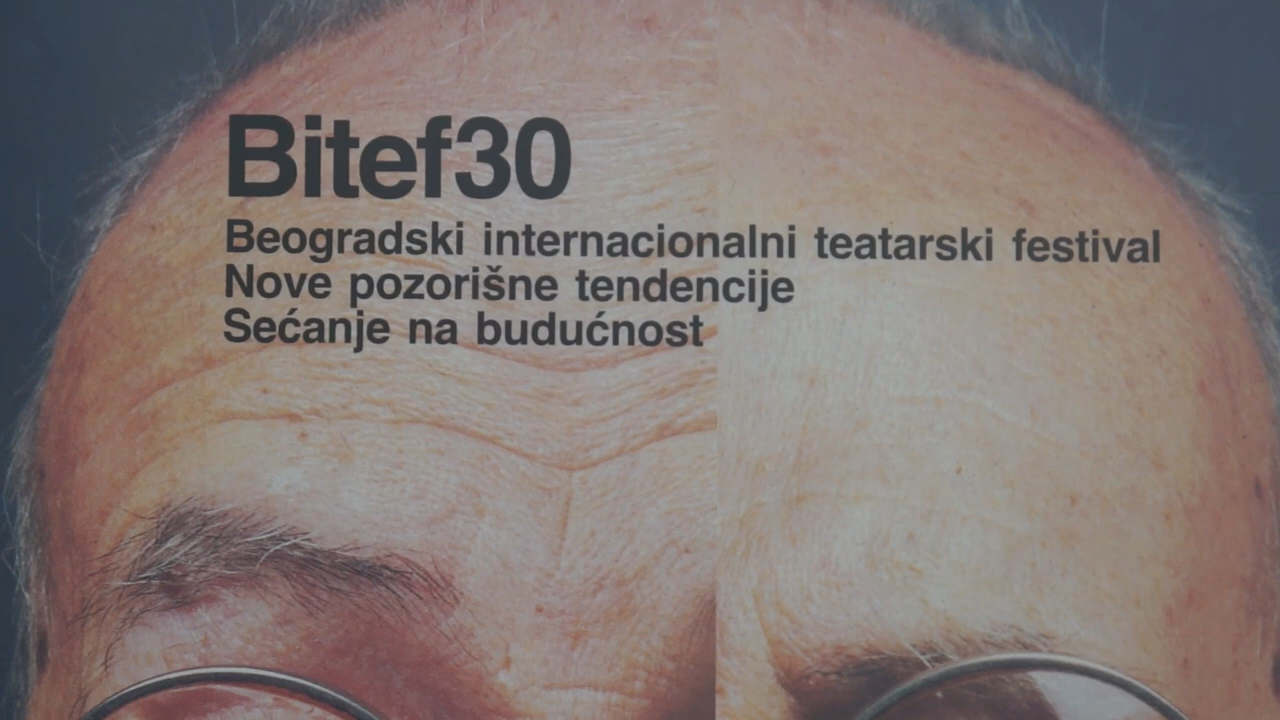 Bitef30
Beogradski internacionalni teatarski festival
Nove pozorišne tendencije
Sećanje na budućnost